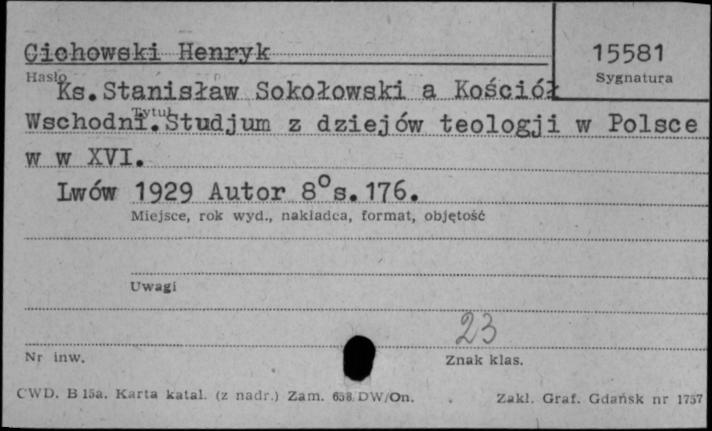 Cichowski Henryk
15581
Hasło
Sygnatura
Ks. Stanisław Sokołowski a Kościół
Tytuł
Wschodni. Studjum z dziejów teologji w Polsce
w w XVI.
Lwów 1929 Autor 8° s. 176.
Miejsce, rok wyd., nakładca, format, objętość
Uwagi
23
Nr inw.
Znak klas.
CWD. B 15a. Karta katal. (z nadr.) Zam. 658/DW/On.
Zakł. Graf. Gdańsk nr 1757